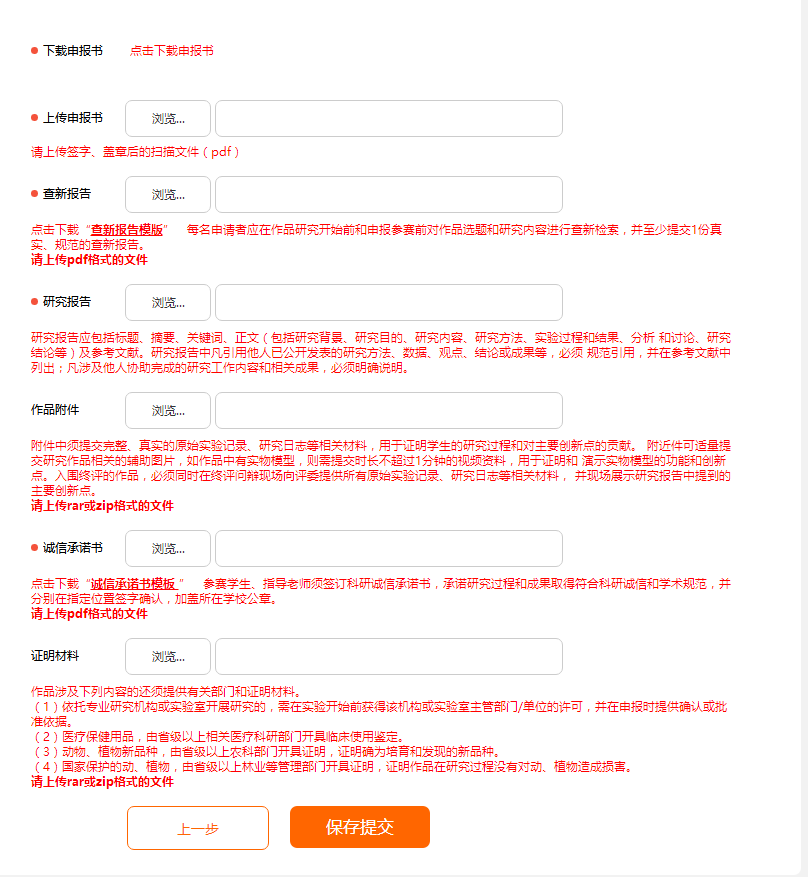 下载申报书 点击下载申报书
上传申报书 浏览...
请上传签字、盖章后的扫描文件（pdf）
查新报告 浏览...
点击下载“查新报告模版” 每名申请者应在作品研究开始前和申报参赛前对作品选题和研究内容进行查新检索，并至少提交1份真
实、规范的查新报告。
请上传pdf格式的文件
研究报告 浏览...
研究报告应包括标题、摘要、关键词、正文（包括研究背景、研究目的、研究内容、研究方法、实验过程和结果、分析 和讨论、研究
结论等）及参考文献。研究报告中凡引用他人已公开发表的研究方法、数据、观点、结论或成果等，必须 规范引用，并在参考文献中
列出；凡涉及他人协助完成的研究工作内容和相关成果，必须明确说明。
作品附件 浏览...
附件中须提交完整、真实的原始实验记录、研究日志等相关材料，用于证明学生的研究过程和对主要创新点的贡献。 附近件可适量提
交研究作品相关的辅助图片，如作品中有实物模型，则需提交时长不超过1分钟的视频资料，用于证明和 演示实物模型的功能和创新
点。入围终评的作品，必须同时在终评问辩现场向评委提供所有原始实验记录、研究日志等相关材料， 并现场展示研究报告中提到的
主要创新点。
请上传rar或zip格式的文件
诚信承诺书 浏览...
点击下载“诚信承诺书模板 ” 参赛学生、指导老师须签订科研诚信承诺书，承诺研究过程和成果取得符合科研诚信和学术规范，并
分别在指定位置签字确认，加盖所在学校公章。
请上传pdf格式的文件
证明材料 浏览...
作品涉及下列内容的还须提供有关部门和证明材料。
（1）依托专业研究机构或实验室开展研究的，需在实验开始前获得该机构或实验室主管部门/单位的许可，并在申报时提供确认或批
准依据。
（2）医疗保健用品，由省级以上相关医疗科研部门开具临床使用鉴定。
（3）动物、植物新品种，由省级以上农科部门开具证明，证明确为培育和发现的新品种。
（4）国家保护的动、植物，由省级以上林业等管理部门开具证明，证明作品在研究过程没有对动、植物造成损害。
请上传rar或zip格式的文件
上一步 保存提交